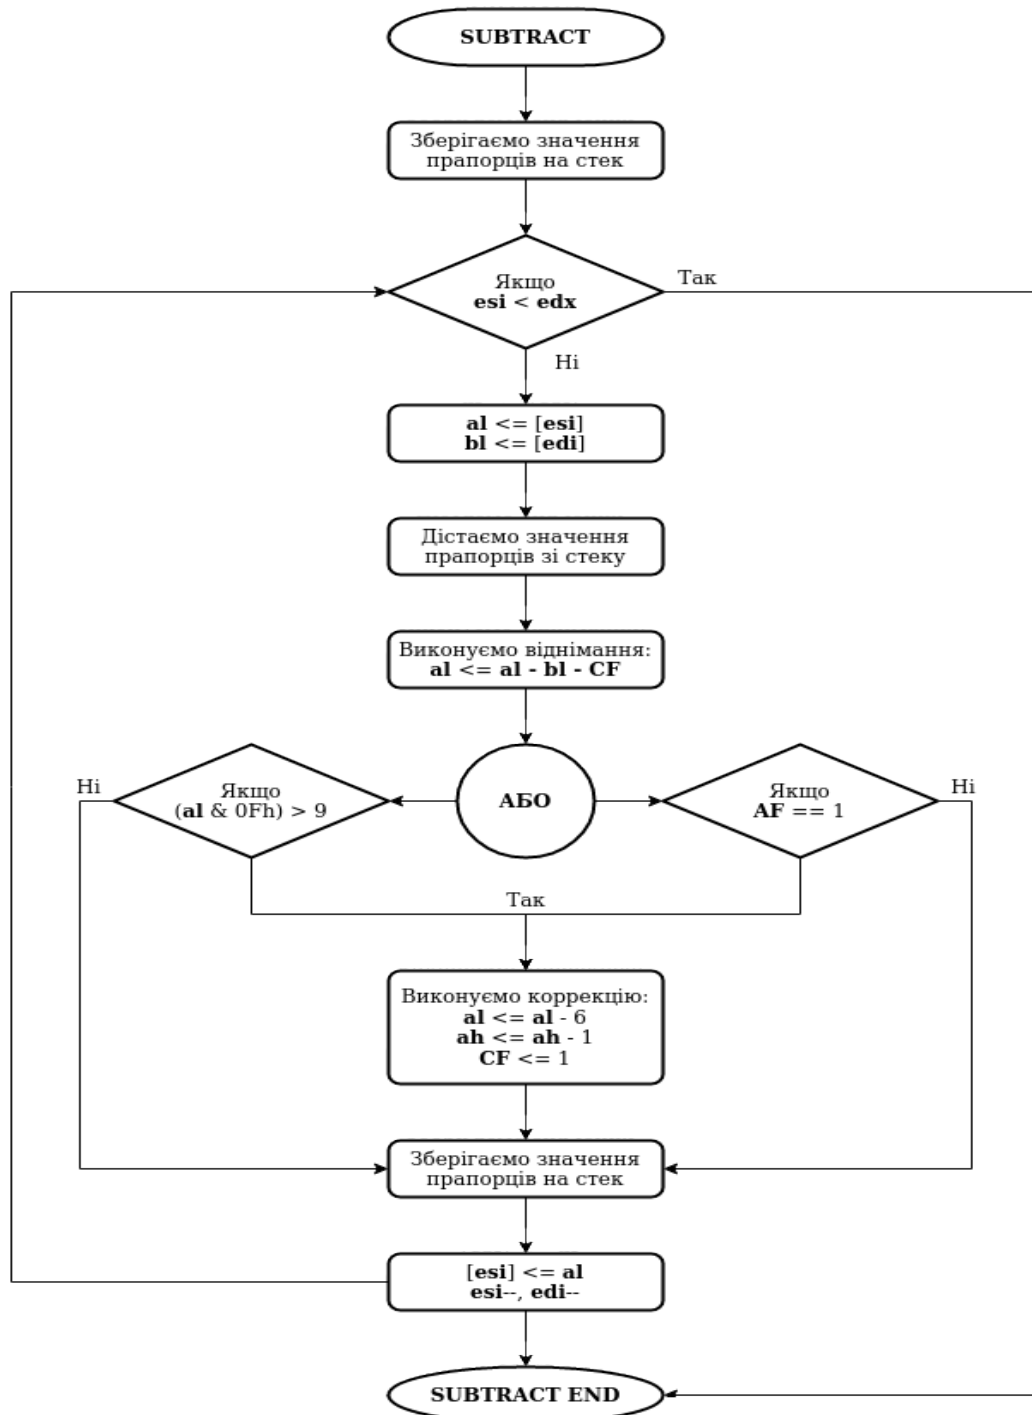 SUBTRACT
Зберігаємо значення
прапорців на стек
Якщо
esi < edx
Так
Ні
al <= [esi]
bl <= [edi]
Дістаємо значення
прапорців зі стеку
Виконуємо віднімання:
al <= al - bl - CF
Ні
Якщо
(al & 0Fh) > 9
АБО
Якщо
AF == 1
Ні
Так
Виконуємо коррекцію:
al <= al - 6
ah <= ah - 1
CF <= 1
Зберігаємо значення
прапорців на стек
[esi] <= al
esi--, edi--
SUBTRACT END